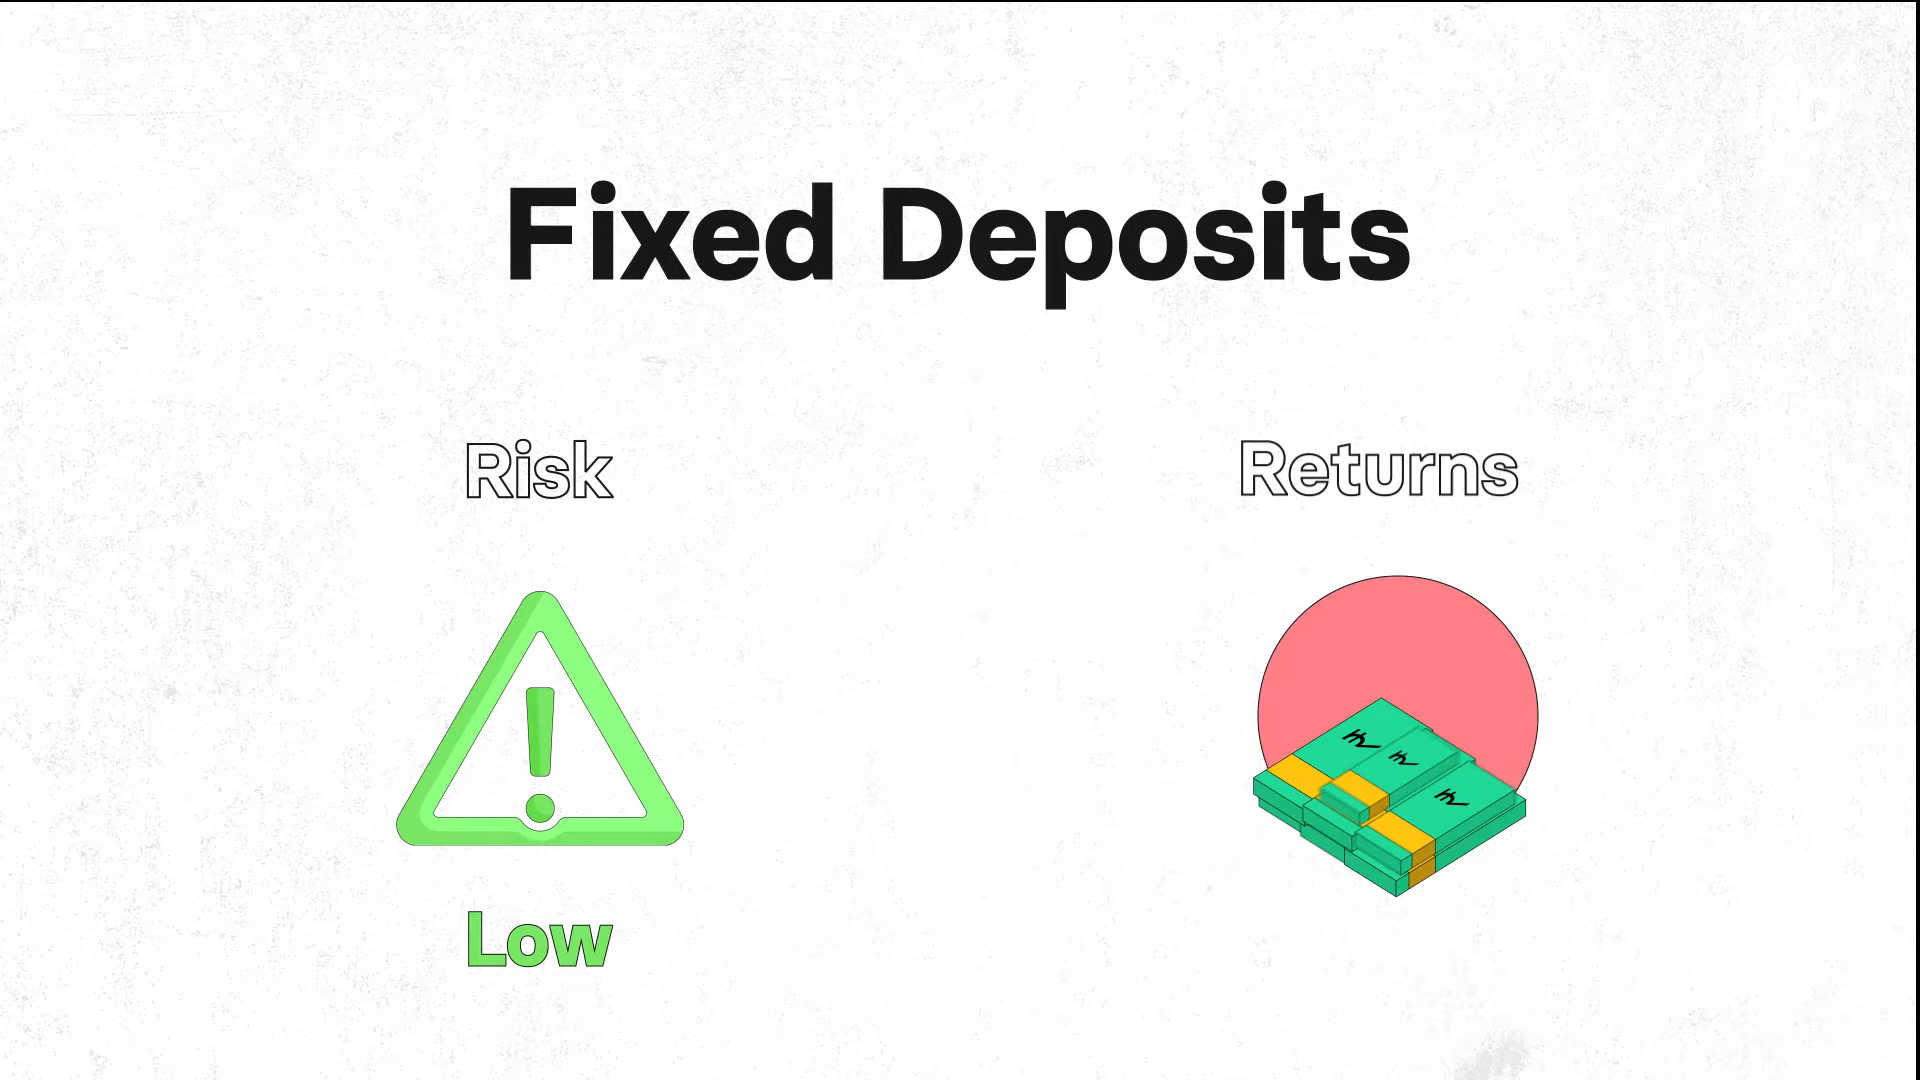 Fixed Deposits
Risk
Returns
Low